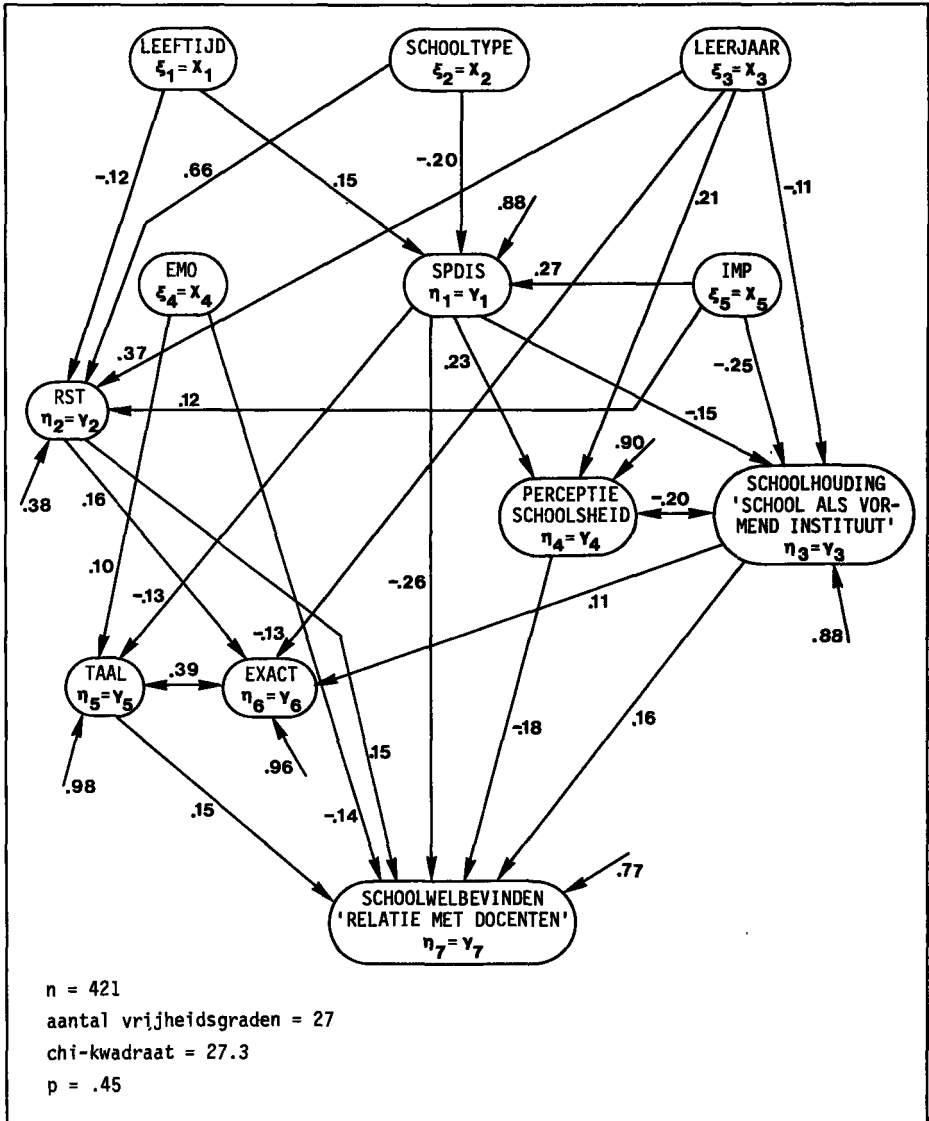 LEEFTIJD
ξ1=X1
SCHOOLTYPE
ξ2=X2
LEERJAAR
ξ3=X3
-.12
.66
.15
-.20
.88
.21
-.11
EMO
ξ4=X4
SPDIS
η1=Y1
.27
IMP
ξ5=X5
.37
.23
-.25
RST
η2=Y2
.12
-.15
.90
.38
.16
PERCEPTIE
SCHOOLSHEID
η4=Y4
-.20
SCHOOLHOUDING
'SCHOOL ALS VOR-
MEND INSTITUUT'
η3=Y3
.10
-.13
-.13
-.26
.11
.88
TAAL
η5=Y5
.39
EXACT
η6=Y6
.98
.96
.15
.15
-.14
-.18
.16
.77
SCHOOLWELBEVINDEN
'RELATIE MET DOCENTEN'
η7=Y7
n = 421
aantal vrijheidsgraden = 27
chi-kwadraat = 27.3
p = .45